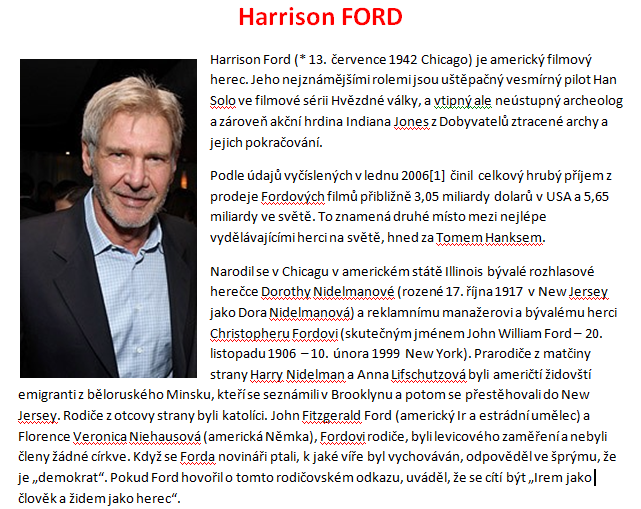 Harrison FORD
Harrison Ford (* 13. července 1942 Chicago) je americký filmový
herec. Jeho nejznámějšími rolemi jsou uštěpačný vesmírný pilot Han
Solo ve filmové sérii Hvězdné války, a vtipný ale neústupný archeolog
a zároveň akční hrdina Indiana Jones z Dobyvatelů ztracené archy a
jejich pokračování.
Podle údajů vyčíslených v lednu 2006[1] činil celkový hrubý příjem z
prodeje Fordových filmů přibližně 3,05 miliardy dolarů v USA a 5,65
miliardy ve světě. To znamená druhé místo mezi nejlépe
vydělávajícími herci na světě, hned za Tomem Hanksem.
Narodil se v Chicagu v americkém státě Illinois bývalé rozhlasové
herečce Dorothy Nidelmanové (rozené 17. října 1917 v New Jersey
jako Dora Nidelmanová) a reklamnímu manažerovi a bývalému herci
Christopheru Fordovi (skutečným jménem John William Ford – 20.
listopadu 1906 – 10. února 1999 New York). Prarodiče z matčiny
strany Harry Nidelman a Anna Lifschutzová byli američtí židovští
emigranti z běloruského Minsku, kteří se seznámili v Brooklynu a potom se přestěhovali do New
Jersey. Rodiče z otcovy strany byli katolíci. John Fitzgerald Ford (americký Ir a estrádní umělec) a
Florence Veronica Niehausová (americká Němka), Fordovi rodiče, byli levicového zaměření a nebyli
členy žádné církve. Když se Forda novináři ptali, k jaké víře byl vychováván, odpověděl ve šprýmu, že
je „demokrat“. Pokud Ford hovořil o tomto rodičovském odkazu, uváděl, že se cítí být „Irem jako
člověk a židem jako herec“.